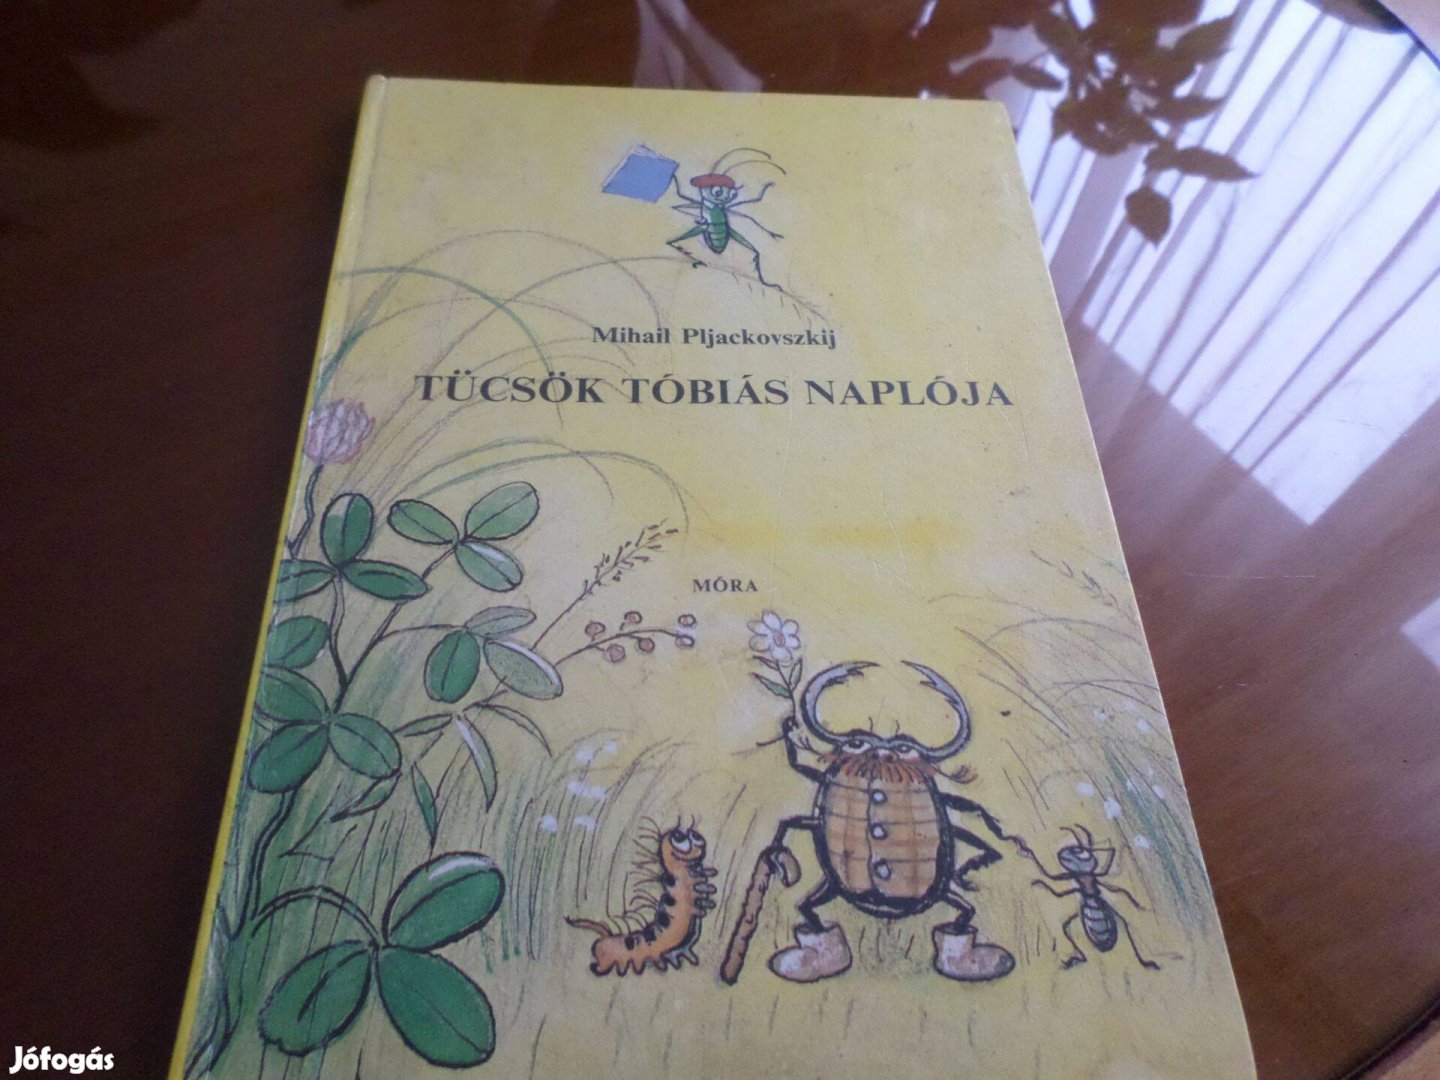 Mihail Pljackovszkij
TÜCSÖK TÓBIÁS NAPLÓJA
MÓRA
Jófogás